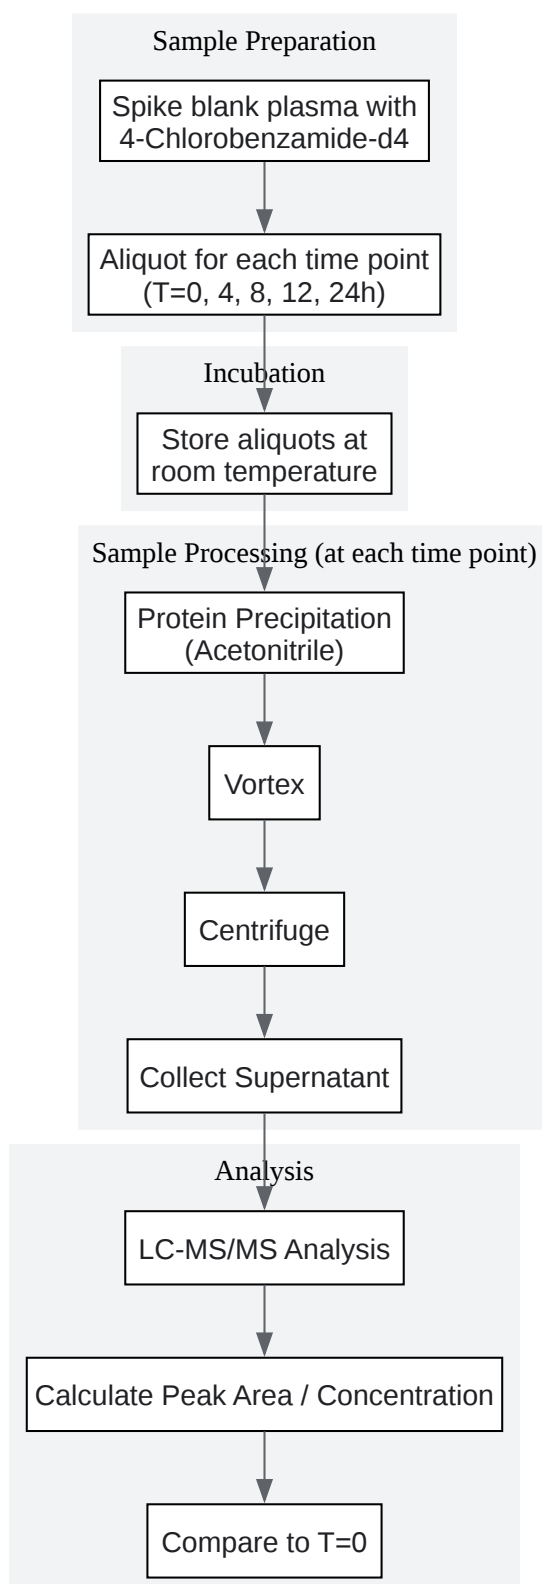 Sample Preparation
Spike blank plasma with
4-Chlorobenzamide-d4
Aliquot for each time point
(T=0, 4, 8, 12, 24h)
Incubation
Store aliquots at
room temperature
Sample Processing (at each time point)
Protein Precipitation
(Acetonitrile)
Vortex
Centrifuge
Collect Supernatant
Analysis
LC-MS/MS Analysis
Calculate Peak Area / Concentration
Compare to T=0